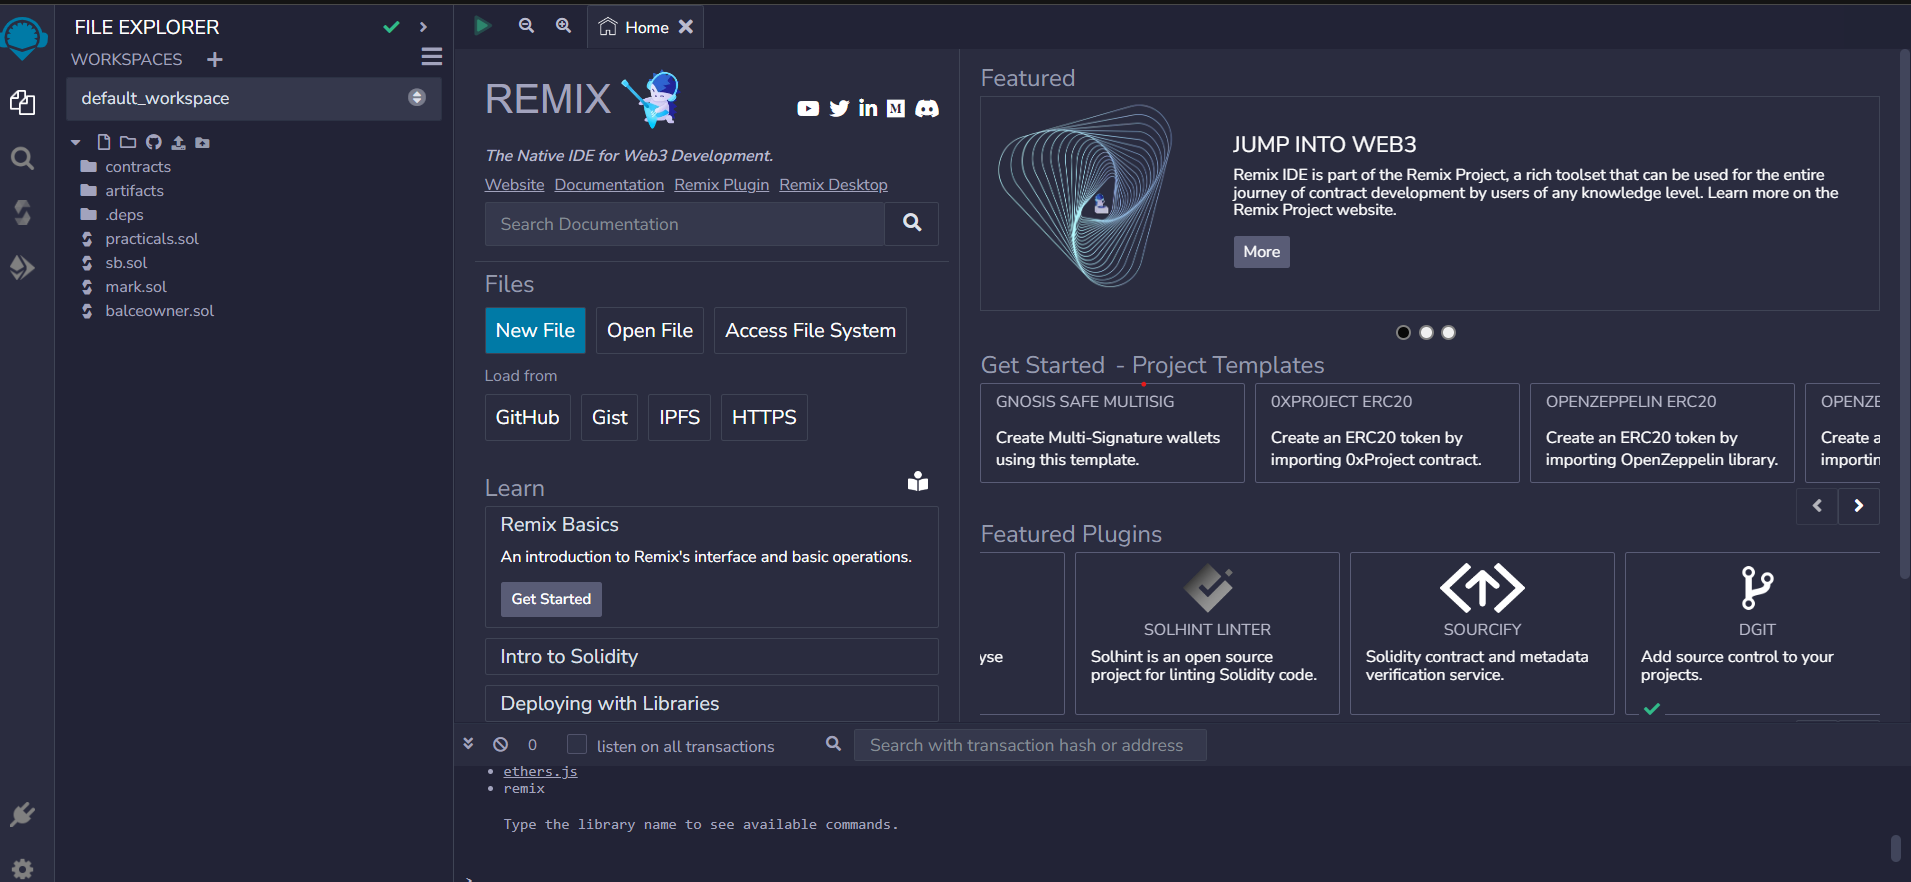 FILE EXPLORER
WORKSPACES
default_workspace
contracts
artifacts
.deps
practicals.sol
sb.sol
mark.sol
balceowner.sol
Home
REMIX
The Native IDE for Web3 Development.
Website Documentation Remix Plugin Remix Desktop
Search Documentation
Files
New File Open File Access File System
Load from
GitHub Gist IPFS HTTPS
Learn
Remix Basics
An introduction to Remix's interface and basic operations.
Get Started
Intro to Solidity
Deploying with Libraries
Featured
JUMP INTO WEB3
Remix IDE is part of the Remix Project, a rich toolset that can be used for the entire
journey of contract development by users of any knowledge level. Learn more on the
Remix Project website.
More
Get Started - Project Templates
GNOSIS SAFE MULTISIG
Create Multi-Signature wallets
using this template.
0XPROJECT ERC20
Create an ERC20 token by
importing 0xProject contract.
OPENZEPPELIN ERC20
Create an ERC20 token by
importing OpenZeppelin library.
OPENZE
Create a
importin
Featured Plugins
yse
SOLHINT LINTER
Solhint is an open source
project for linting Solidity code.
SOURCIFY
Solidity contract and metadata
verification service.
DGIT
Add source control to your
projects.
0 listen on all transactions Search with transaction hash or address
• ethers.js
• remix
Type the library name to see available commands.
>